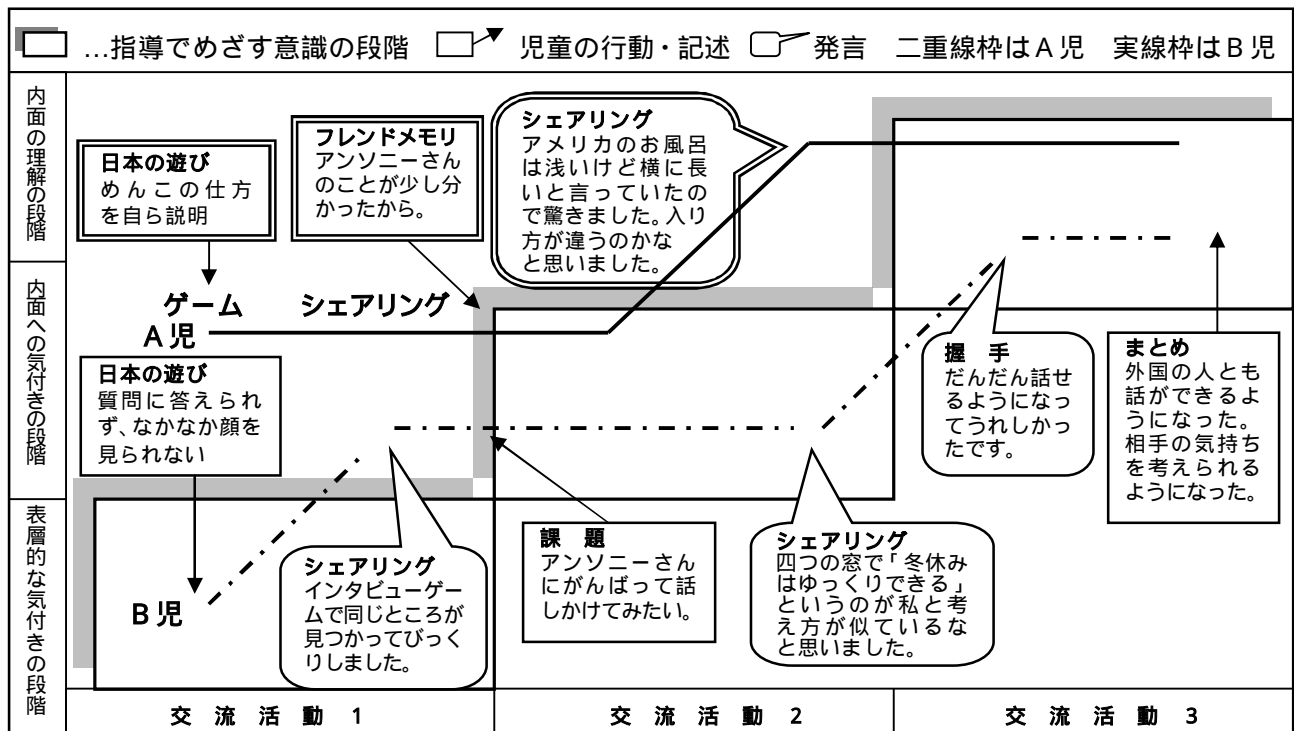 …指導でめざす意識の段階 児童の行動・記述 発言 二重線枠はA児 実線枠はB児
内面の理解の段階
日本の遊び
めんこの仕方
を自ら説明
フレンドメモリ
アンソニーさん
のことが少し分
かったから。
シェアリング
アメリカのお風呂
は浅いけど横に長
いと言っていたの
で驚きました。入り
方が違うのかな
と思いました。
内面への気付きの段階
ゲーム シェアリング
A児
日本の遊び
質問に答えられ
ず、なかなか顔を
見られない
握 手
だんだん話せ
るようになっ
てうれしかっ
たです。
まとめ
外国の人とも
話ができるよ
うになった。
相手の気持ち
を考えられる
ようになった。
表層的な気付きの段階
B児
シェアリング
インタビューゲー
ムで同じところが
見つかってびっく
りしました。
課 題
アンソニーさん
にがんばって話
しかけてみたい。
シェアリング
四つの窓で「冬休み
はゆっくりできる」
というのが私と考
え方が似ているな
と思いました。
交 流 活 動 1
交 流 活 動 2
交 流 活 動 3